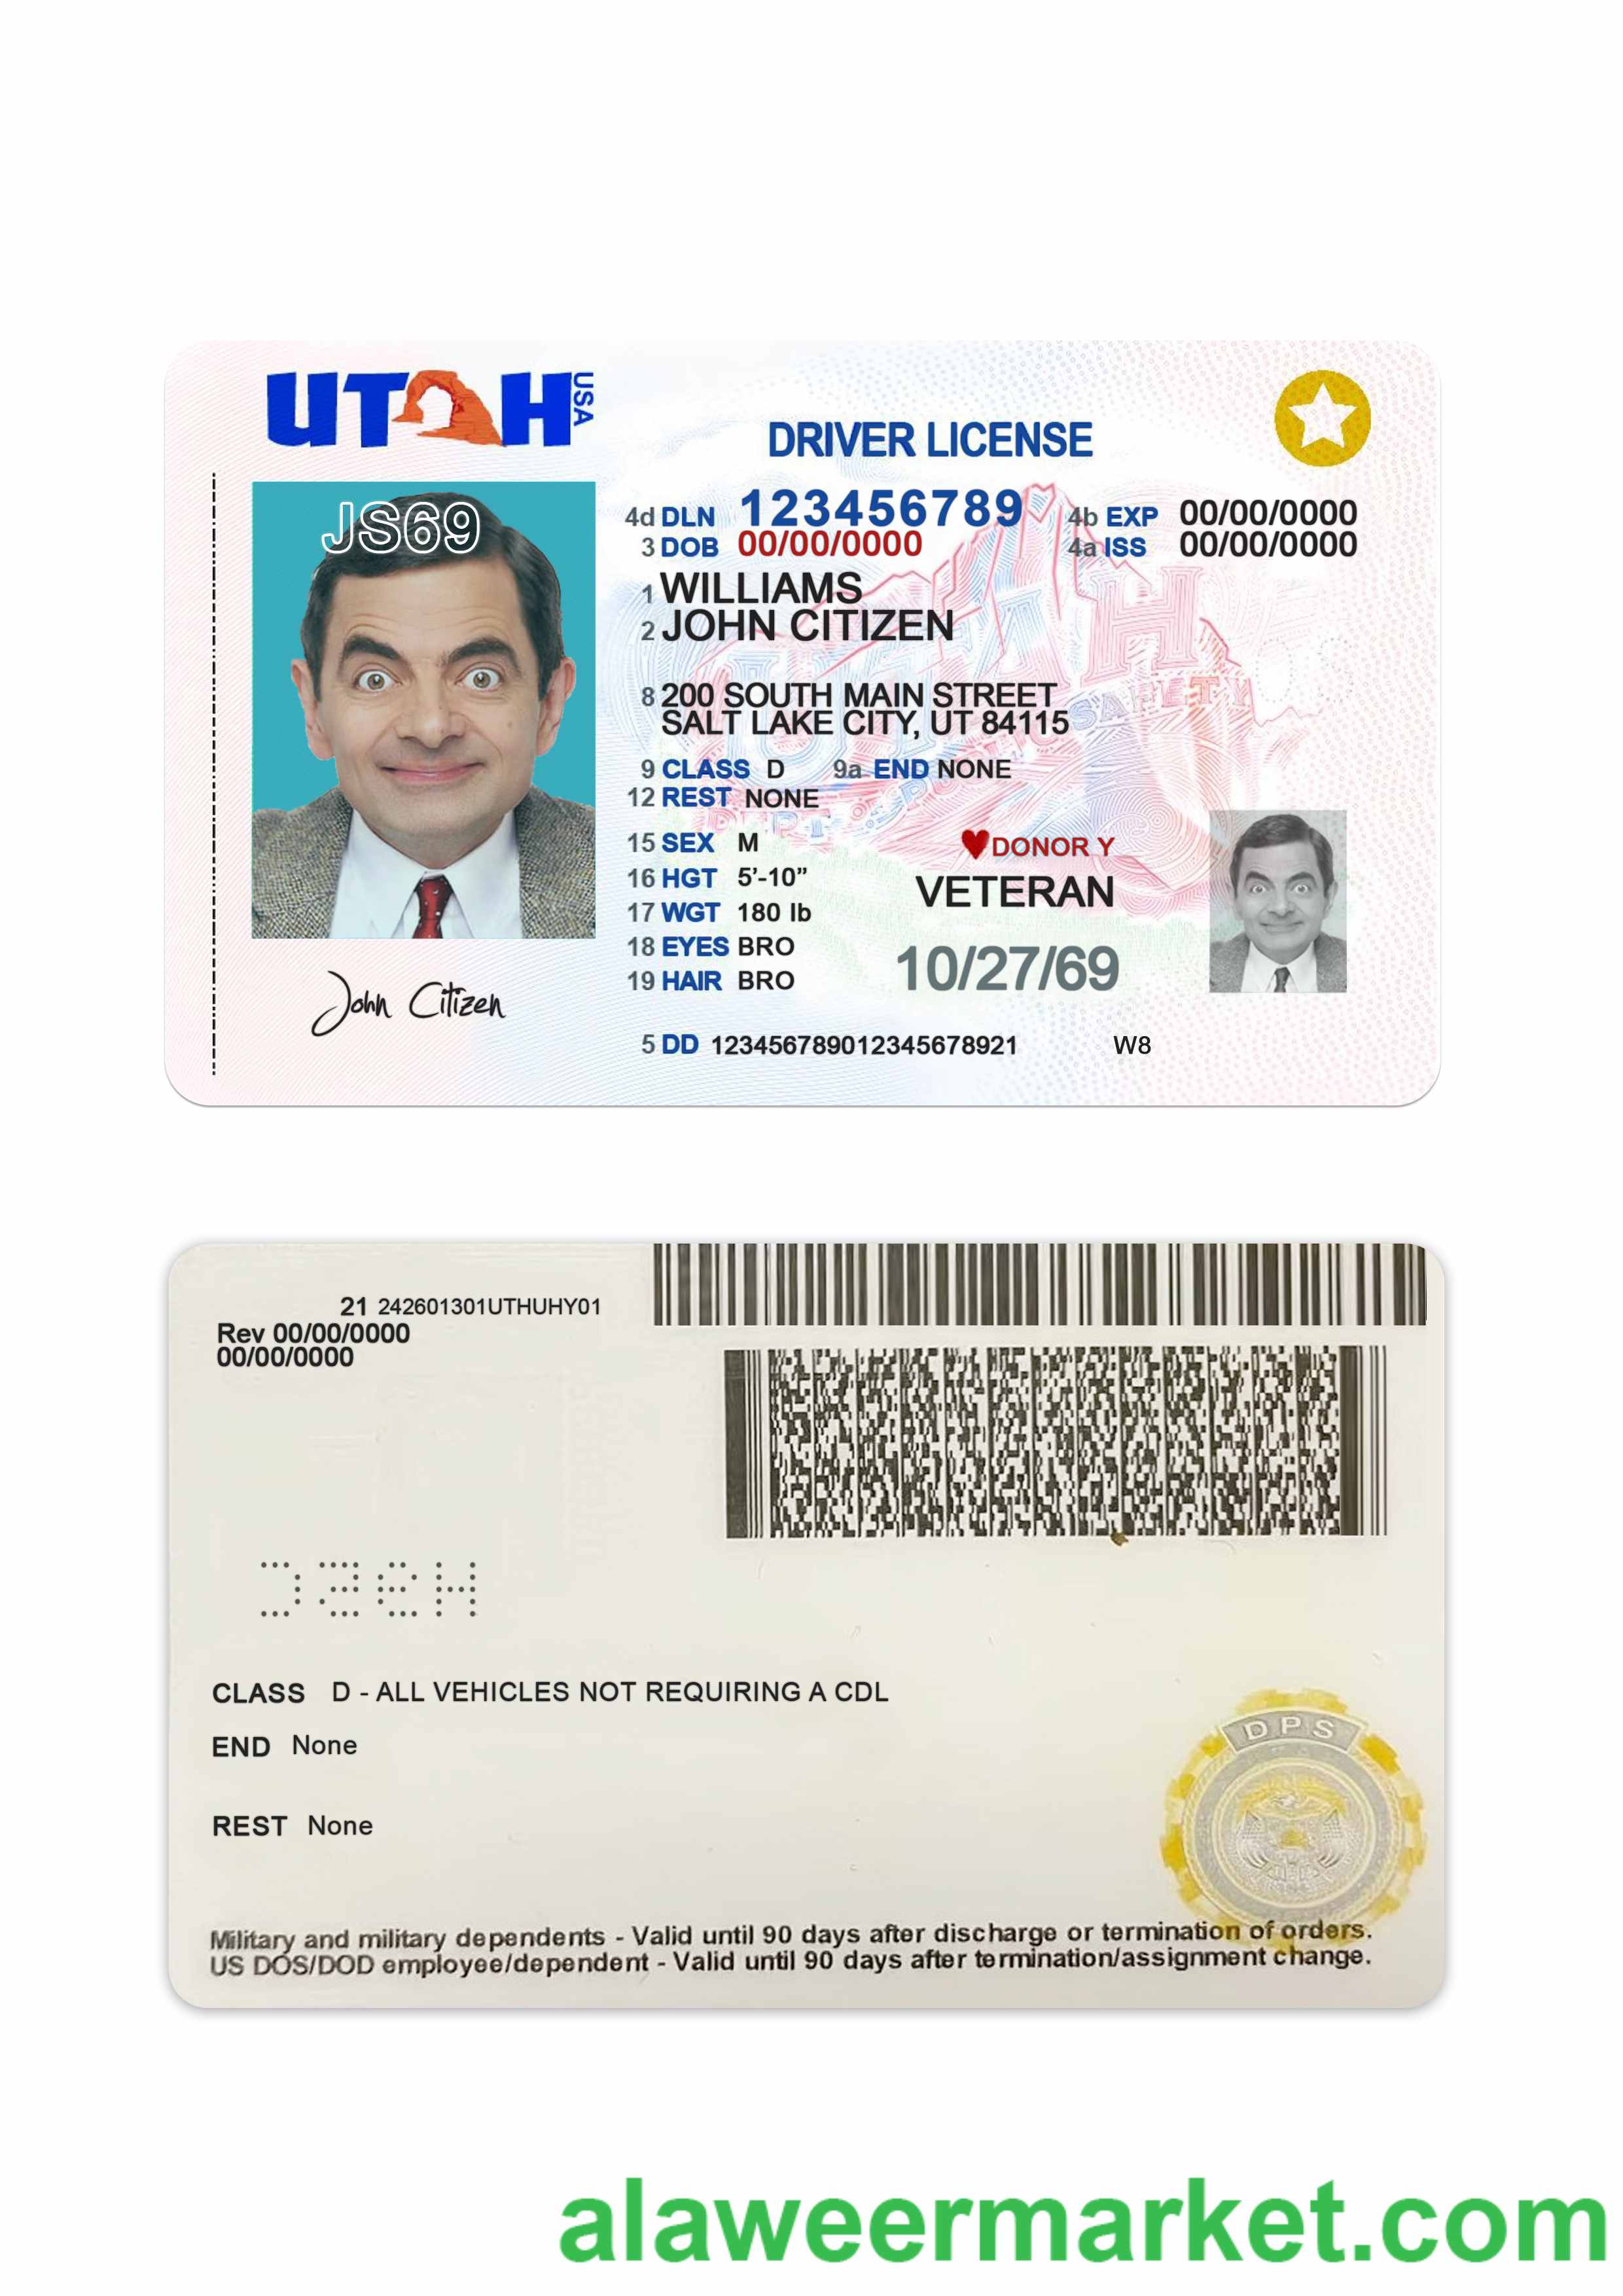 UTAH USA
DRIVER LICENSE
JS69
4d DLN 123456789 4b EXP 00/00/0000
3 DOB 00/00/0000 4a ISS 00/00/0000
1 WILLIAMS
2 JOHN CITIZEN
8 200 SOUTH MAIN STREET
SALT LAKE CITY, UT 84115
9 CLASS D 9a END NONE
12 REST NONE
15 SEX M
DONOR Y
16 HGT 5'-10"
VETERAN
17 WGT 180 lb
18 EYES BRO
10/27/69
19 HAIR BRO
John Citizen
5 DD 123456789012345678921 W8
21 242601301UTHUHY01
Rev 00/00/0000
00/00/0000
CLASS D - ALL VEHICLES NOT REQUIRING A CDL
DPS
END None
REST None
Military and military dependents - Valid until 90 days after discharge or termination of orders.
US DOS/DOD employee/dependent - Valid until 90 days after termination/assignment change.
alaweermarket.com